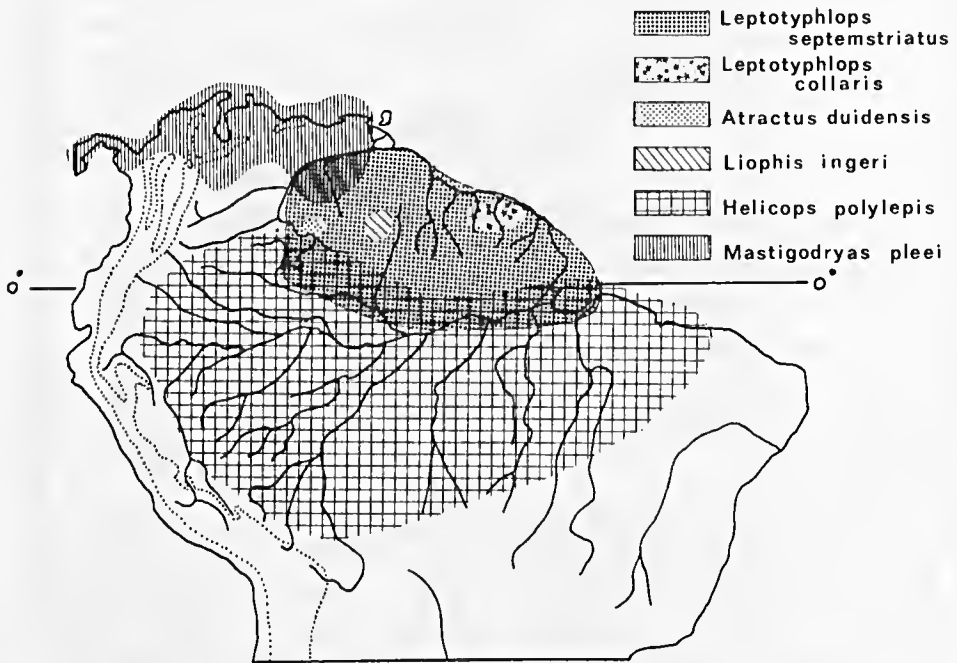 Leptotyphlops
septemstriatus
Leptotyphlops
collaris
Atractus duidensis
Liophis ingeri
Helicops polylepis
Mastigodryas pleei
0°
0°